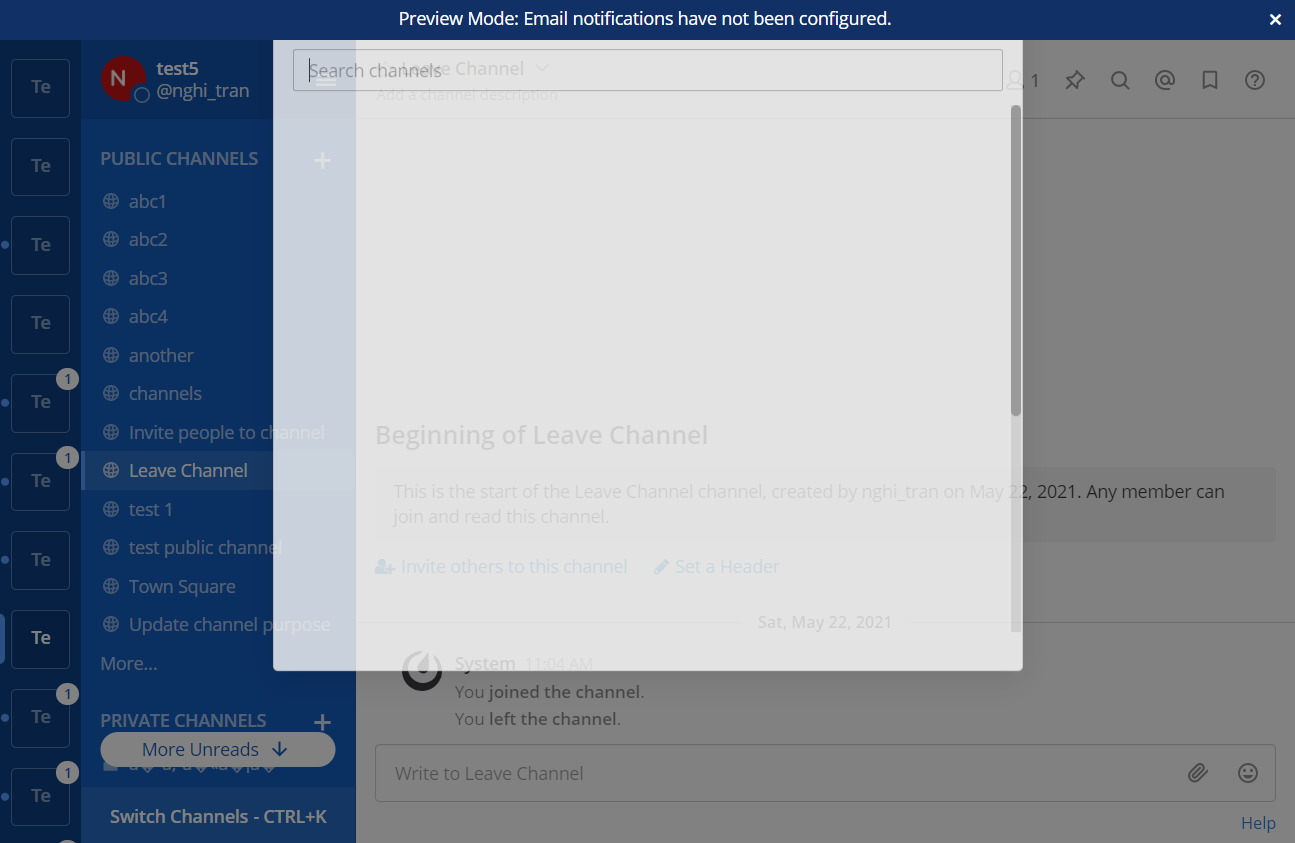 Preview Mode: Email notifications have not been configured.
Te
Te
Te
Te
1
Te
1
Te
Te
Te
1
Te
1
Te
N
test5
@nghi_tran
PUBLIC CHANNELS
abc1
abc2
abc3
abc4
another
channels
Invite people to channel
Leave Channel
test 1
test public channel
Town Square
Update channel purpose
More...
PRIVATE CHANNELS
More Unreads
Switch Channels - CTRL+K
Search channels
Leave Channel
Add a channel description
1
Beginning of Leave Channel
This is the start of the Leave Channel channel, created by nghi_tran on May 22, 2021. Any member can
join and read this channel.
Invite others to this channel
Set a Header
Sat, May 22, 2021
System 11:04 AM
You joined the channel.
You left the channel.
Write to Leave Channel
Help